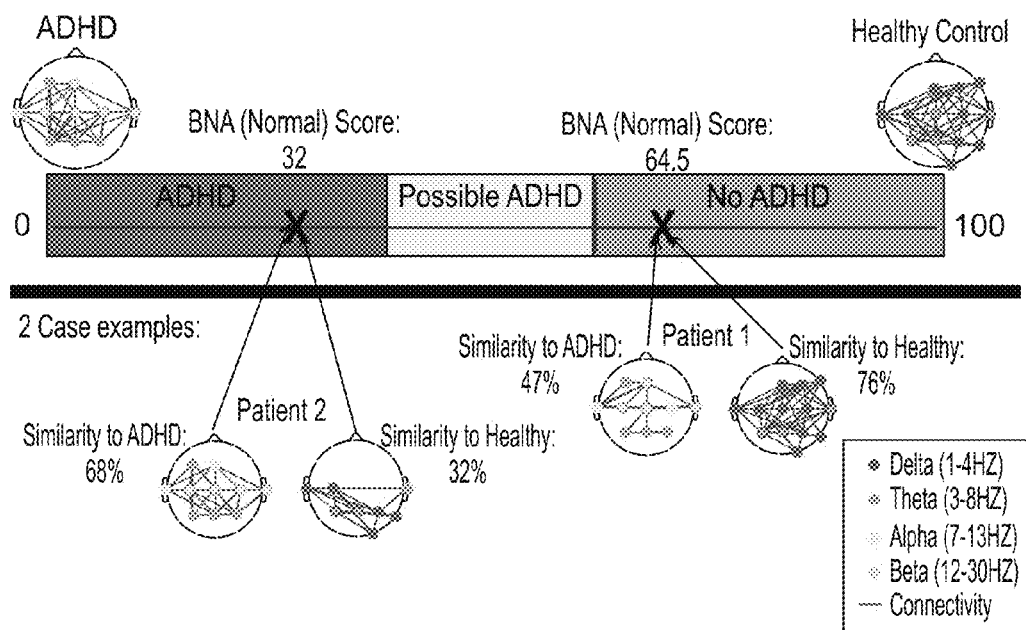 ADHD
Healthy Control
BNA (Normal) Score:
32
BNA (Normal) Score:
64.5
0
ADHD
Possible ADHD
No ADHD
100
X
X
2 Case examples:
Patient 1
Similarity to ADHD:
47%
Similarity to Healthy:
76%
Patient 2
Similarity to ADHD:
68%
Similarity to Healthy:
32%
Delta (1-4HZ)
Theta (3-8HZ)
Alpha (7-13HZ)
Beta (12-30HZ)
Connectivity